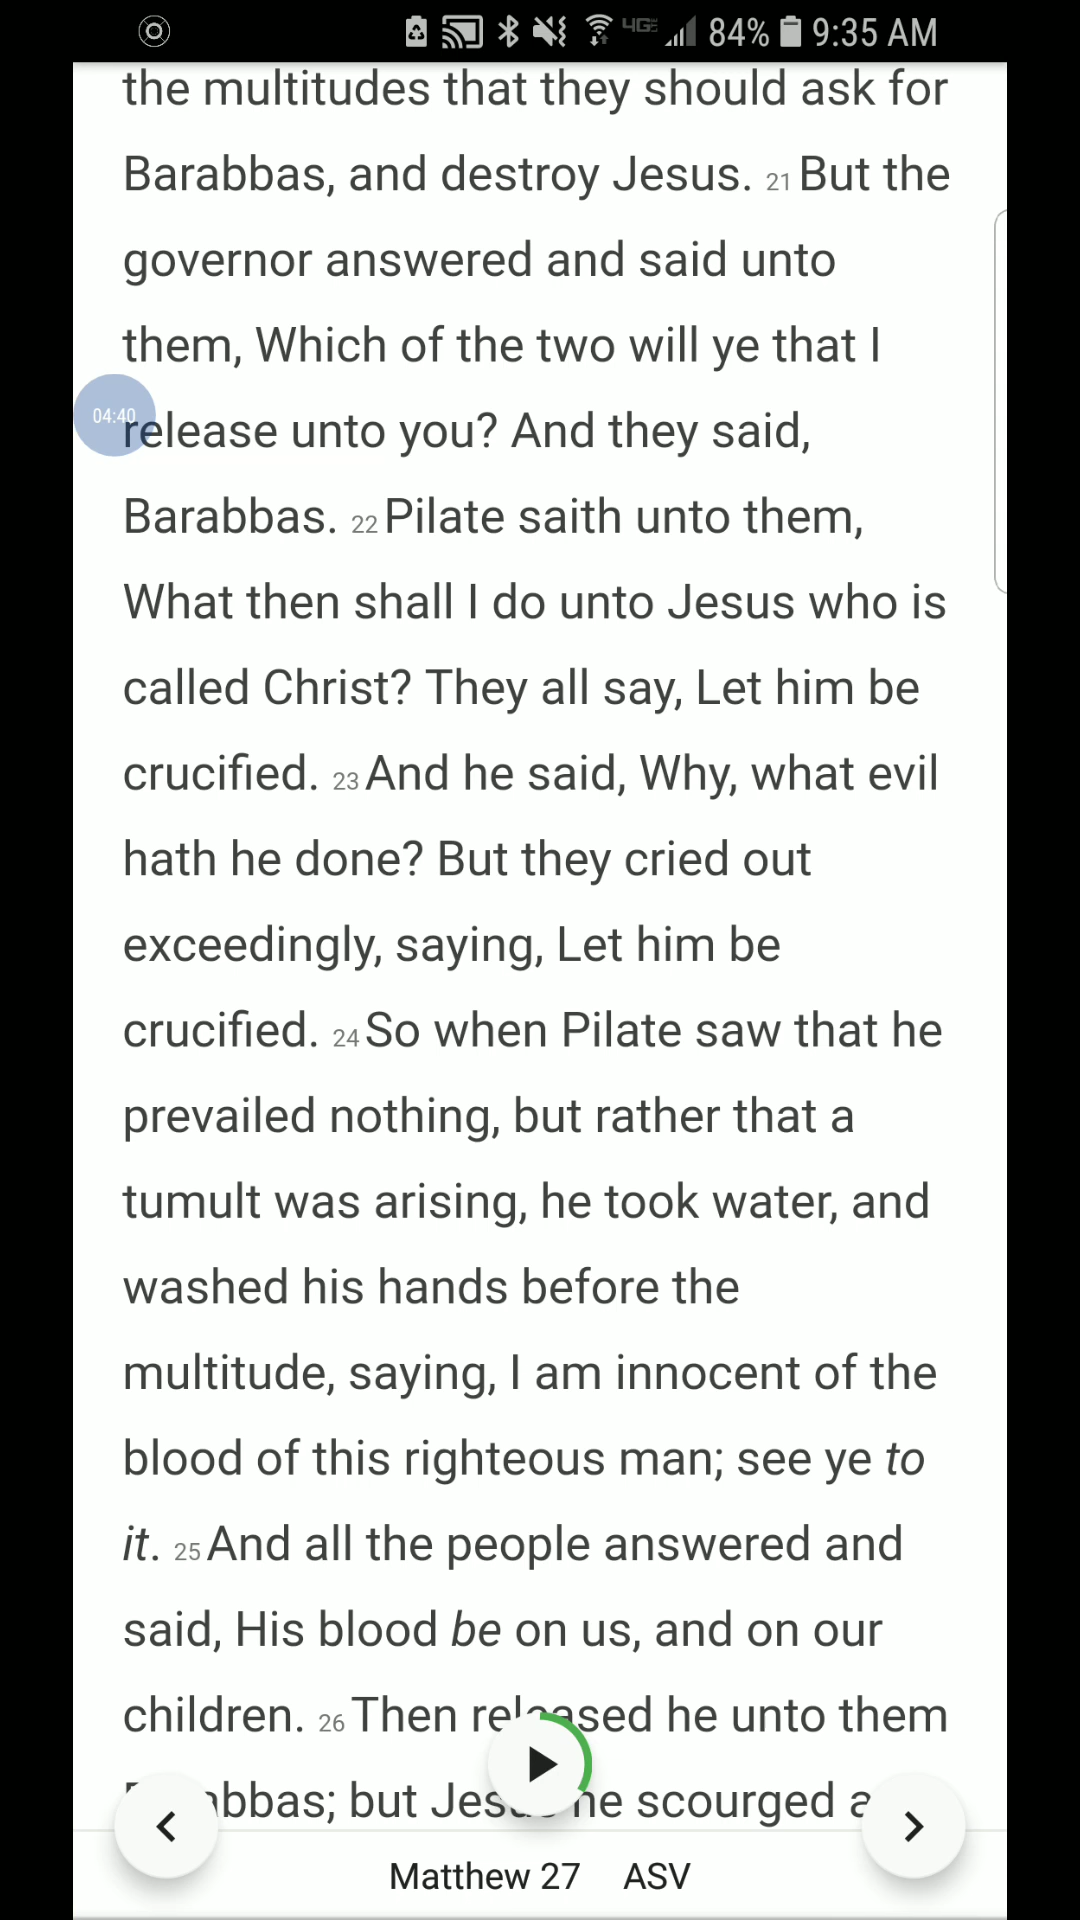 4G 84% 9:35 AM
the multitudes that they should ask for
Barabbas, and destroy Jesus. 21 But the
governor answered and said unto
them, Which of the two will ye that I
04:40
release unto you? And they said,
Barabbas. 22 Pilate saith unto them,
What then shall I do unto Jesus who is
called Christ? They all say, Let him be
crucified. 23 And he said, Why, what evil
hath he done? But they cried out
exceedingly, saying, Let him be
crucified. 24 So when Pilate saw that he
prevailed nothing, but rather that a
tumult was arising, he took water, and
washed his hands before the
multitude, saying, I am innocent of the
blood of this righteous man; see ye to
it. 25 And all the people answered and
said, His blood be on us, and on our
children. 26 Then released he unto them
Barabbas; but Jesus he scourged a
Matthew 27 ASV